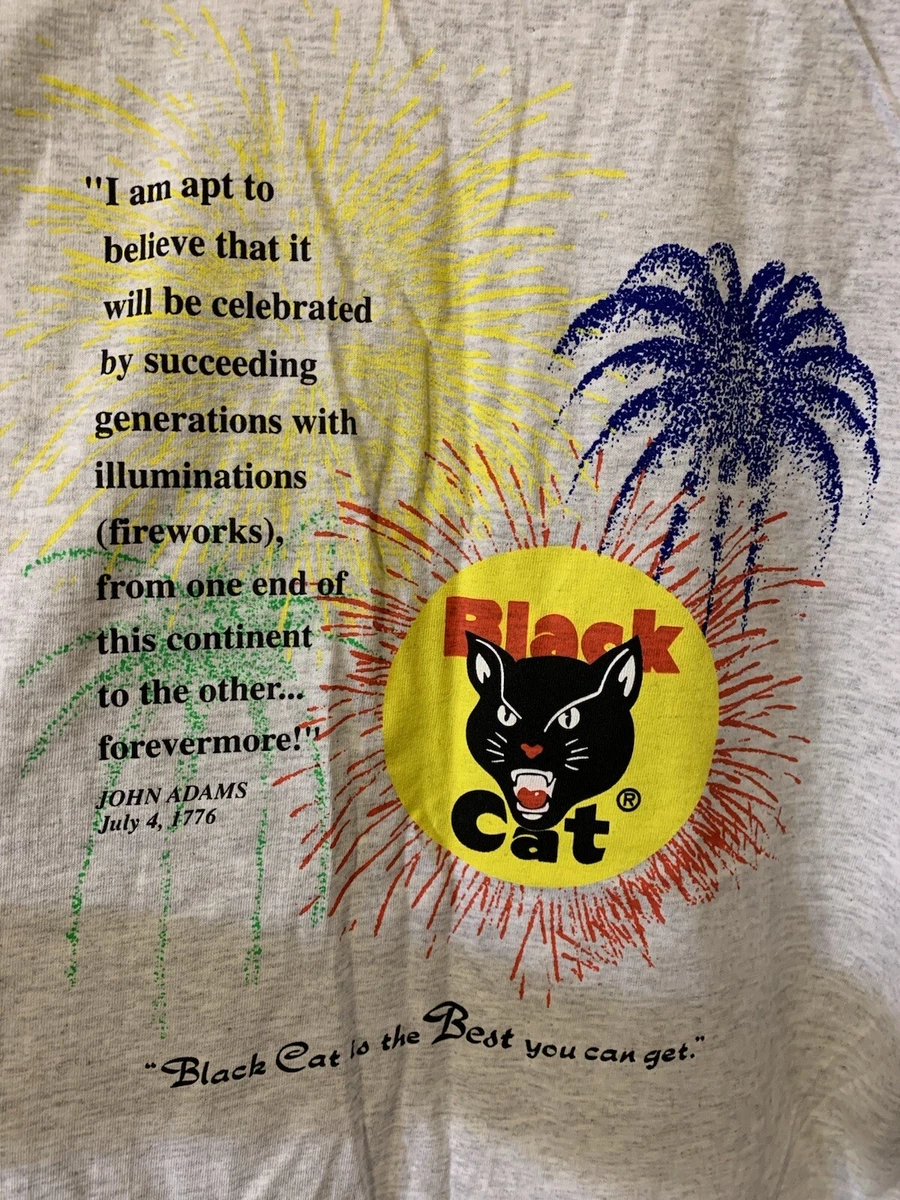 "I am apt to
believe that it
will be celebrated
by succeeding
generations with
illuminations
(fireworks),
from one end of
this continent
to the other...
forevermore!"
JOHN ADAMS
July 4, 1776
Black
Cat®
"Black Cat is the Best you can get."